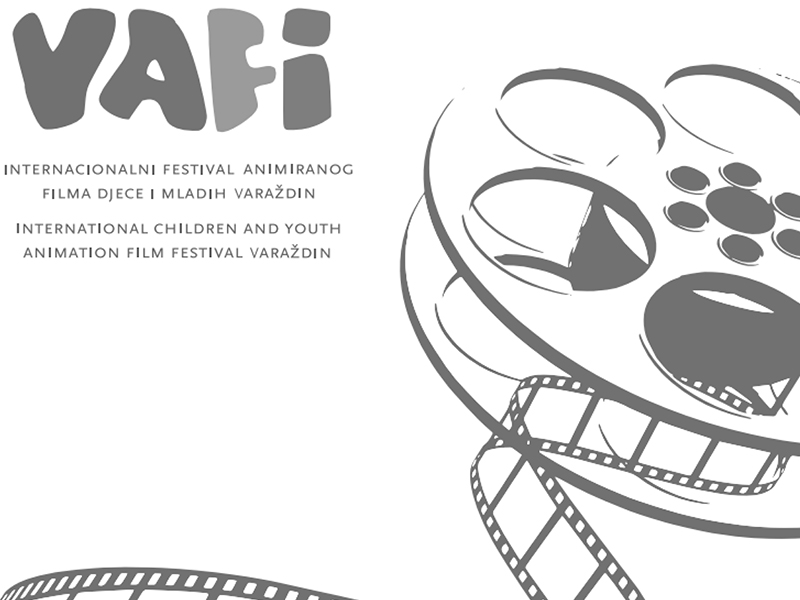 VAFi
INTERNACIONALNI FESTIVAL ANIMIRANOG
FILMA DJECE I MLADIH VARAŽDIN
INTERNATIONAL CHILDREN AND YOUTH
ANIMATION FILM FESTIVAL VARAŽDIN